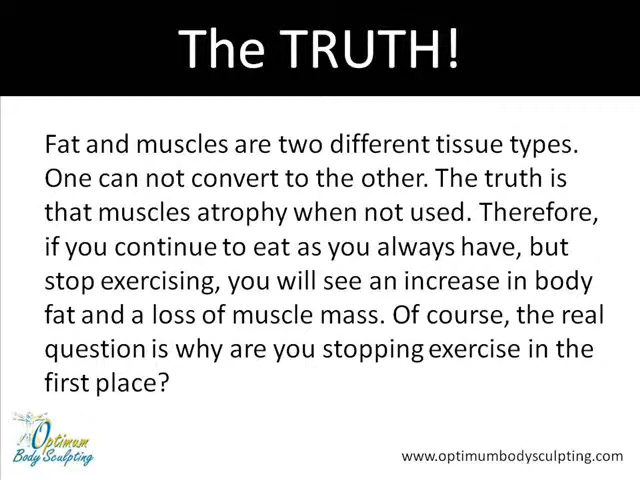 The TRUTH!
Fat and muscles are two different tissue types.
One can not convert to the other. The truth is
that muscles atrophy when not used. Therefore,
if you continue to eat as you always have, but
stop exercising, you will see an increase in body
fat and a loss of muscle mass. Of course, the real
question is why are you stopping exercise in the
first place?
Optimum
Body Sculpting
www.optimumbodysculpting.com